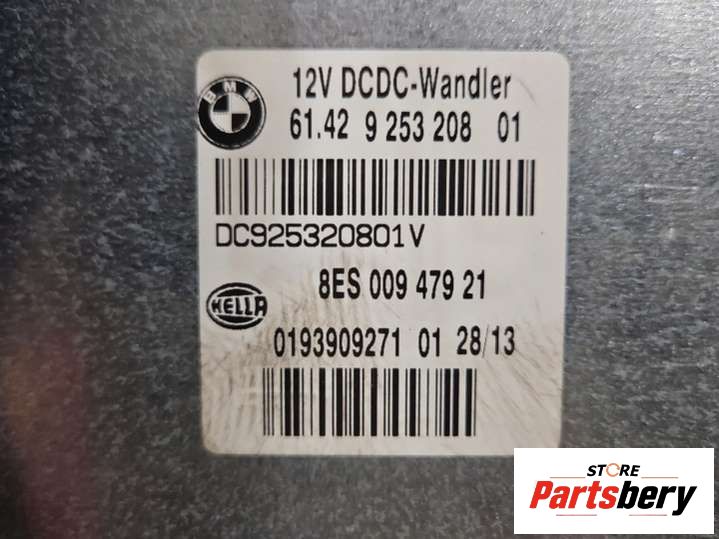 BMW
12V DCDC-Wandler
61.42 9 253 208 01
DC925320801V
8ES 009 479 21
HELLA
0193909271 01 28/13
STORE
Partsbery